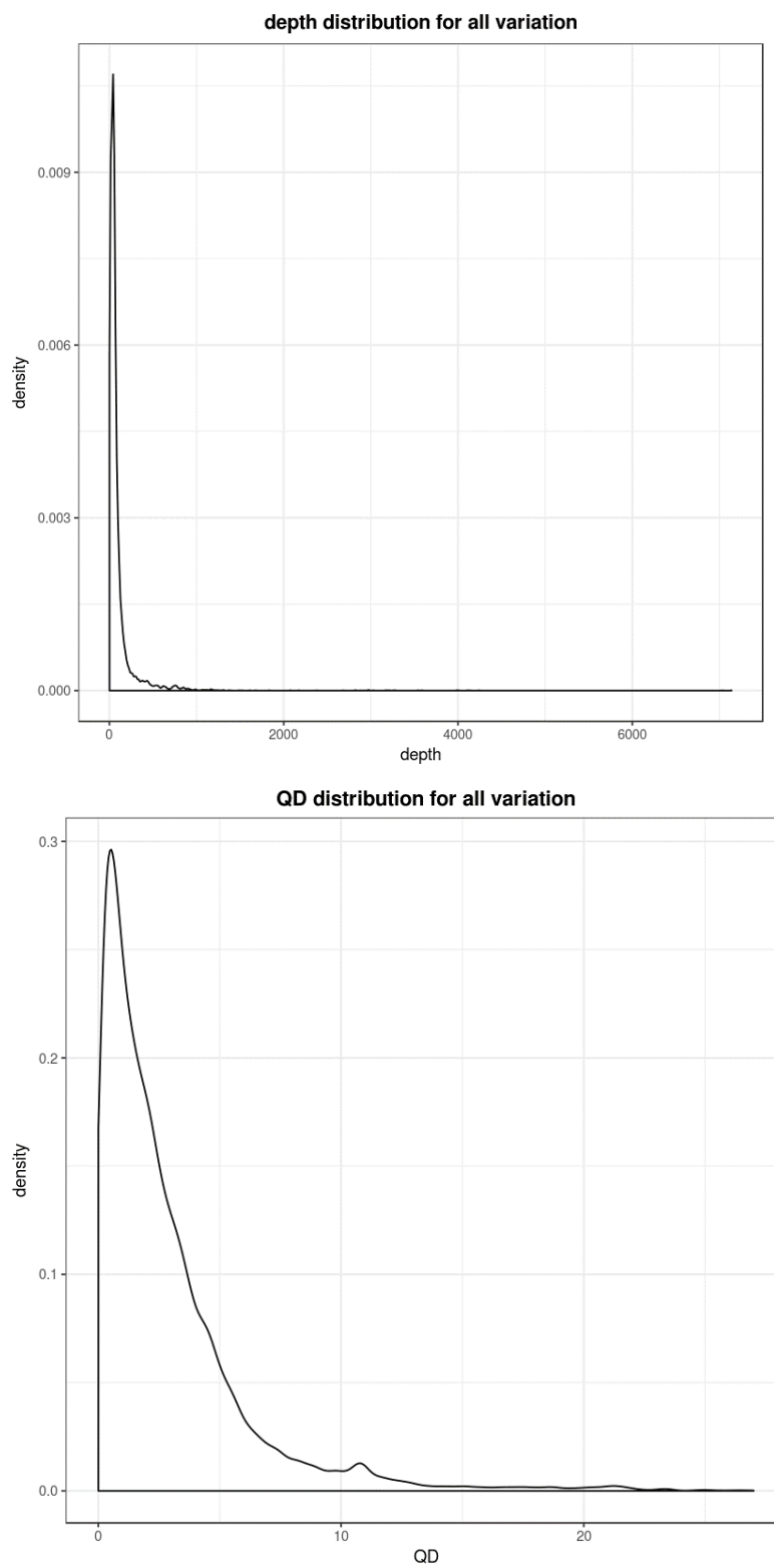 depth distribution for all variation
0.009
0.006
0.003
0.000
density
0
2000
4000
6000
depth
QD distribution for all variation
0.3
0.2
0.1
0.0
density
0
10
20
QD